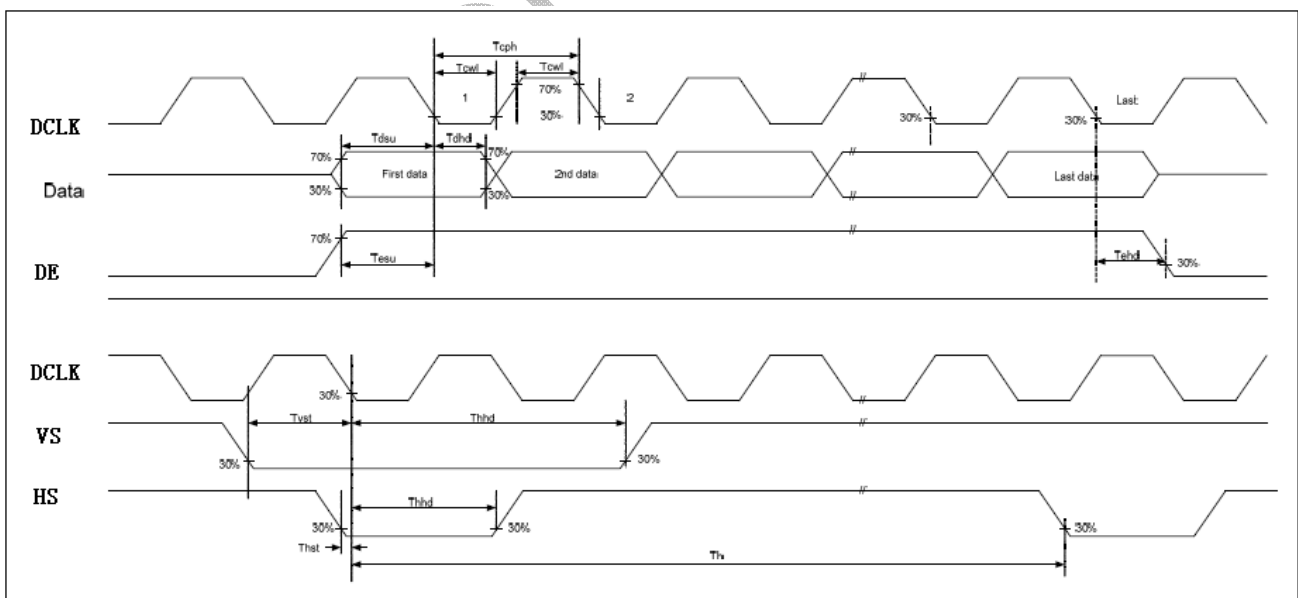 Tcph
Tcwl
Tcwl
1
70%
2
Last
30%
30%
30%
DCLK
Tdsu
Tdhd
70%
70%
First data
2nd data
Last data
30%
30%
Data
70%
Tesu
Tehd
30%
DE
DCLK
30%
Tvst
Thhd
VS
30%
30%
HS
Thhd
30%
30%
30%
Thst
Th